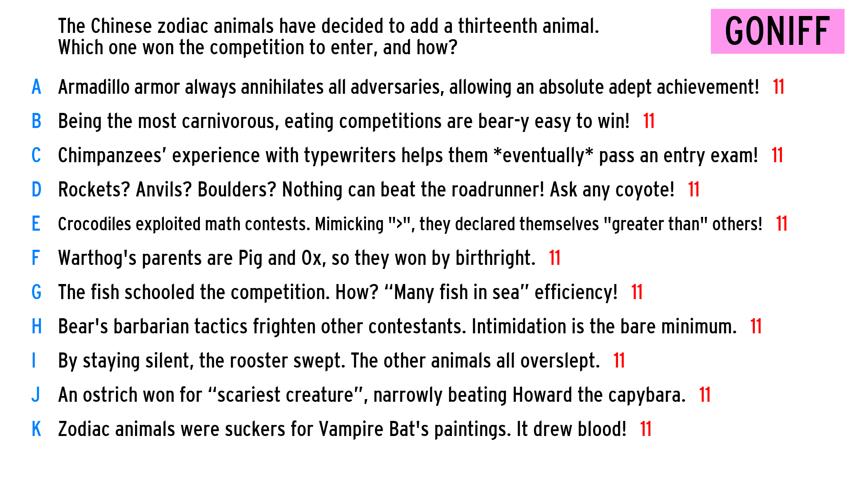 The Chinese zodiac animals have decided to add a thirteenth animal.
Which one won the competition to enter, and how?
GONIFF
A Armadillo armor always annihilates all adversaries, allowing an absolute adept achievement! 11
B Being the most carnivorous, eating competitions are bear-y easy to win! 11
C Chimpanzees’ experience with typewriters helps them *eventually* pass an entry exam! 11
D Rockets? Anvils? Boulders? Nothing can beat the roadrunner! Ask any coyote! 11
E Crocodiles exploited math contests. Mimicking ">", they declared themselves "greater than" others! 11
F Warthog's parents are Pig and Ox, so they won by birthright. 11
G The fish schooled the competition. How? “Many fish in sea” efficiency! 11
H Bear's barbarian tactics frighten other contestants. Intimidation is the bare minimum. 11
I By staying silent, the rooster swept. The other animals all overslept. 11
J An ostrich won for “scariest creature”, narrowly beating Howard the capybara. 11
K Zodiac animals were suckers for Vampire Bat's paintings. It drew blood! 11